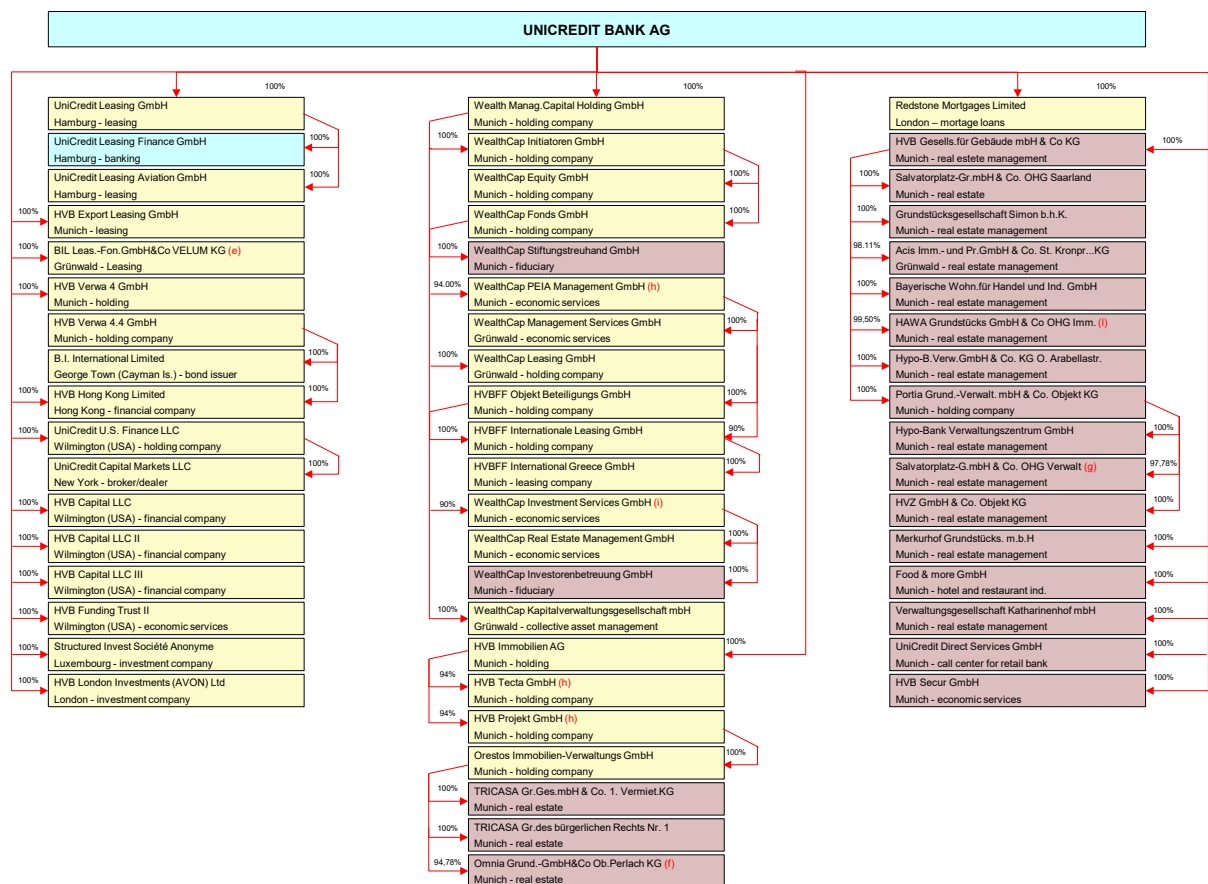 UNICREDIT BANK AG
100%
100%
100%
UniCredit Leasing GmbH
Hamburg - leasing
100%
UniCredit Leasing Finance GmbH
Hamburg - banking
100%
UniCredit Leasing Aviation GmbH
Hamburg - leasing
100%
HVB Export Leasing GmbH
Munich - leasing
100%
BIL Leas.-Fon.GmbH&Co VELUM KG (e)
Grünwald - Leasing
100%
HVB Verwa 4 GmbH
Munich - holding
HVB Verwa 4.4 GmbH
Munich - holding company
100%
B.I. International Limited
George Town (Cayman Is.) - bond issuer
100%
100%
HVB Hong Kong Limited
Hong Kong - financial company
100%
UniCredit U.S. Finance LLC
Wilmington (USA) - holding company
100%
UniCredit Capital Markets LLC
New York - broker/dealer
100%
HVB Capital LLC
Wilmington (USA) - financial company
100%
HVB Capital LLC II
Wilmington (USA) - financial company
100%
HVB Capital LLC III
Wilmington (USA) - financial company
100%
HVB Funding Trust II
Wilmington (USA) - economic services
100%
Structured Invest Société Anonyme
Luxembourg - investment company
100%
HVB London Investments (AVON) Ltd
London - investment company
Wealth Manag.Capital Holding GmbH
Munich - holding company
100%
WealthCap Initiatoren GmbH
Munich - holding company
WealthCap Equity GmbH
Munich - holding company
100%
WealthCap Fonds GmbH
Munich - holding company
100%
100%
WealthCap Stiftungstreuhand GmbH
Munich - fiduciary
94.00%
WealthCap PEIA Management GmbH (h)
Munich - economic services
WealthCap Management Services GmbH
Grünwald - economic services
100%
100%
WealthCap Leasing GmbH
Grünwald - holding company
HVBFF Objekt Beteiligungs GmbH
Munich - holding company
100%
100%
HVBFF Internationale Leasing GmbH
Munich - holding company
90%
HVBFF International Greece GmbH
Munich - leasing company
100%
90%
WealthCap Investment Services GmbH (i)
Munich - economic services
WealthCap Real Estate Management GmbH
Munich - economic services
100%
WealthCap Investorenbetreuung GmbH
Munich - fiduciary
100%
100%
WealthCap Kapitalverwaltungsgesellschaft mbH
Grünwald - collective asset management
HVB Immobilien AG
Munich - holding
100%
94%
HVB Tecta GmbH (h)
Munich - holding company
94%
HVB Projekt GmbH (h)
Munich - holding company
Orestos Immobilien-Verwaltungs GmbH
Munich - holding company
100%
100%
TRICASA Gr.Ges.mbH & Co. 1. Vermiet.KG
Munich - real estate
100%
TRICASA Gr.des bürgerlichen Rechts Nr. 1
Munich - real estate
94,78%
Omnia Grund.-GmbH&Co Ob.Perlach KG (f)
Munich - real estate
Redstone Mortgages Limited
London – mortage loans
HVB Gesells.für Gebäude mbH & Co KG
Munich - real estate management
100%
100%
Salvatorplatz-Gr.mbH & Co. OHG Saarland
Munich - real estate
100%
Grundstücksgesellschaft Simon b.h.K.
Munich - real estate management
98.11%
Acis Imm.- und Pr.GmbH & Co. St. Kronpr...KG
Grünwald - real estate management
100%
Bayerische Wohn.für Handel und Ind. GmbH
Munich - real estate management
99,50%
HAWA Grundstücks GmbH & Co OHG Imm. (l)
Munich - real estate management
100%
Hypo-B.Verw.GmbH & Co. KG O. Arabellastr.
Munich - real estate management
100%
Portia Grund.-Verwalt. mbH & Co. Objekt KG
Munich - holding company
Hypo-Bank Verwaltungszentrum GmbH
Munich - real estate management
100%
Salvatorplatz-G.mbH & Co. OHG Verwalt (g)
Munich - real estate management
97,78%
HVZ GmbH & Co. Objekt KG
Munich - real estate management
100%
Merkurhof Grundstücks. m.b.H
Munich - real estate management
100%
Food & more GmbH
Munich - hotel and restaurant ind.
100%
Verwaltungsgesellschaft Katharinenhof mbH
Munich - real estate management
100%
UniCredit Direct Services GmbH
Munich - call center for retail bank
100%
HVB Secur GmbH
Munich - economic services
100%